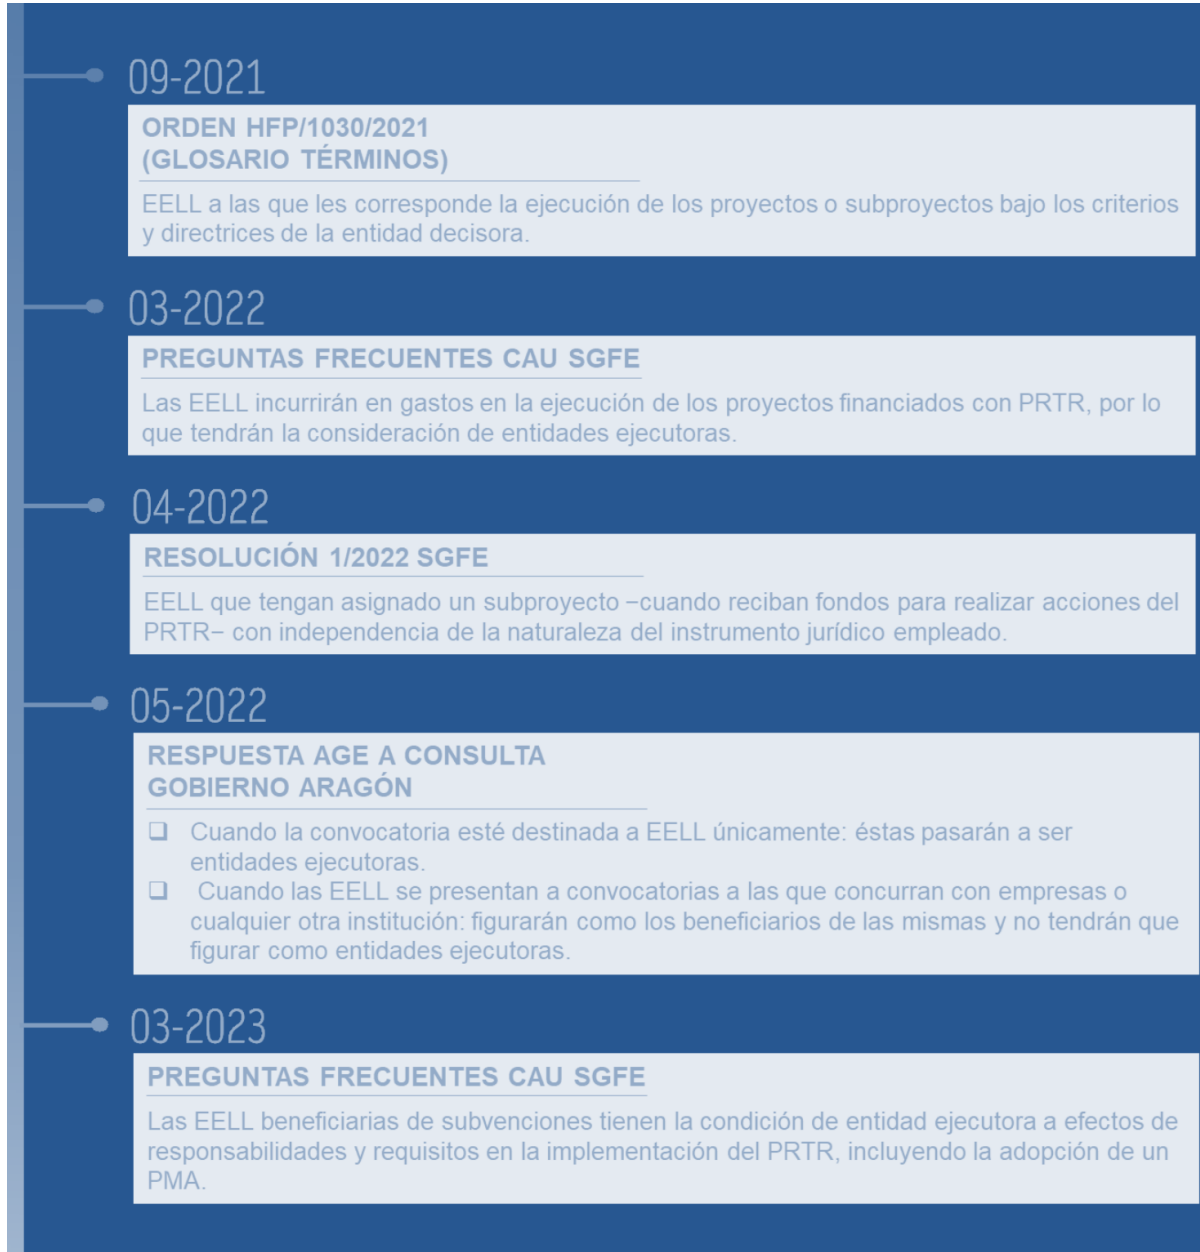 09-2021
ORDEN HFP/1030/2021
(GLOSARIO TÉRMINOS)
EELL a las que les corresponde la ejecución de los proyectos o subproyectos bajo los criterios
y directrices de la entidad decisora.
03-2022
PREGUNTAS FRECUENTES CAU SGFE
Las EELL incurrirán en gastos en la ejecución de los proyectos financiados con PRTR, por lo
que tendrán la consideración de entidades ejecutoras.
04-2022
RESOLUCIÓN 1/2022 SGFE
EELL que tengan asignado un subproyecto –cuando reciban fondos para realizar acciones del
PRTR– con independencia de la naturaleza del instrumento jurídico empleado.
05-2022
RESPUESTA AGE A CONSULTA
GOBIERNO ARAGÓN
❑ Cuando la convocatoria esté destinada a EELL únicamente: éstas pasarán a ser
entidades ejecutoras.
❑ Cuando las EELL se presentan a convocatorias a las que concurran con empresas o
cualquier otra institución: figurarán como los beneficiarios de las mismas y no tendrán que
figurar como entidades ejecutoras.
03-2023
PREGUNTAS FRECUENTES CAU SGFE
Las EELL beneficiarias de subvenciones tienen la condición de entidad ejecutora a efectos de
responsabilidades y requisitos en la implementación del PRTR, incluyendo la adopción de un
PMA.